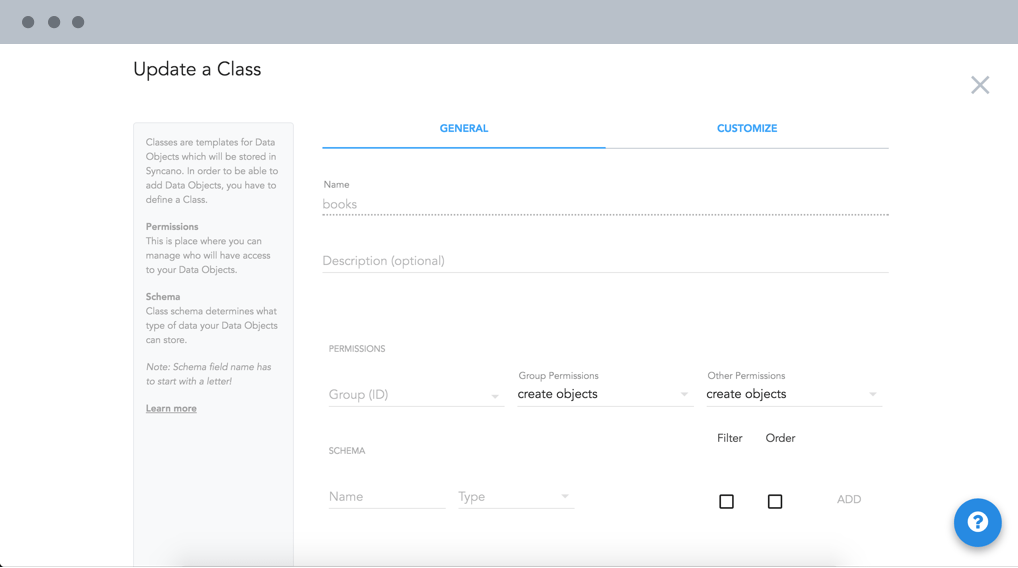 Update a Class
Classes are templates for Data
Objects which will be stored in
Syncano. In order to be able to
add Data Objects, you have to
define a Class.
Permissions
This is place where you can
manage who will have access
to your Data Objects.
Schema
Class schema determines what
type of data your Data Objects
can store.
Note: Schema field name has
to start with a letter!
Learn more
GENERAL CUSTOMIZE
Name
books
Description (optional)
PERMISSIONS
Group Permissions Other Permissions
Group (ID) create objects create objects
Filter Order
SCHEMA
Name Type ADD
?